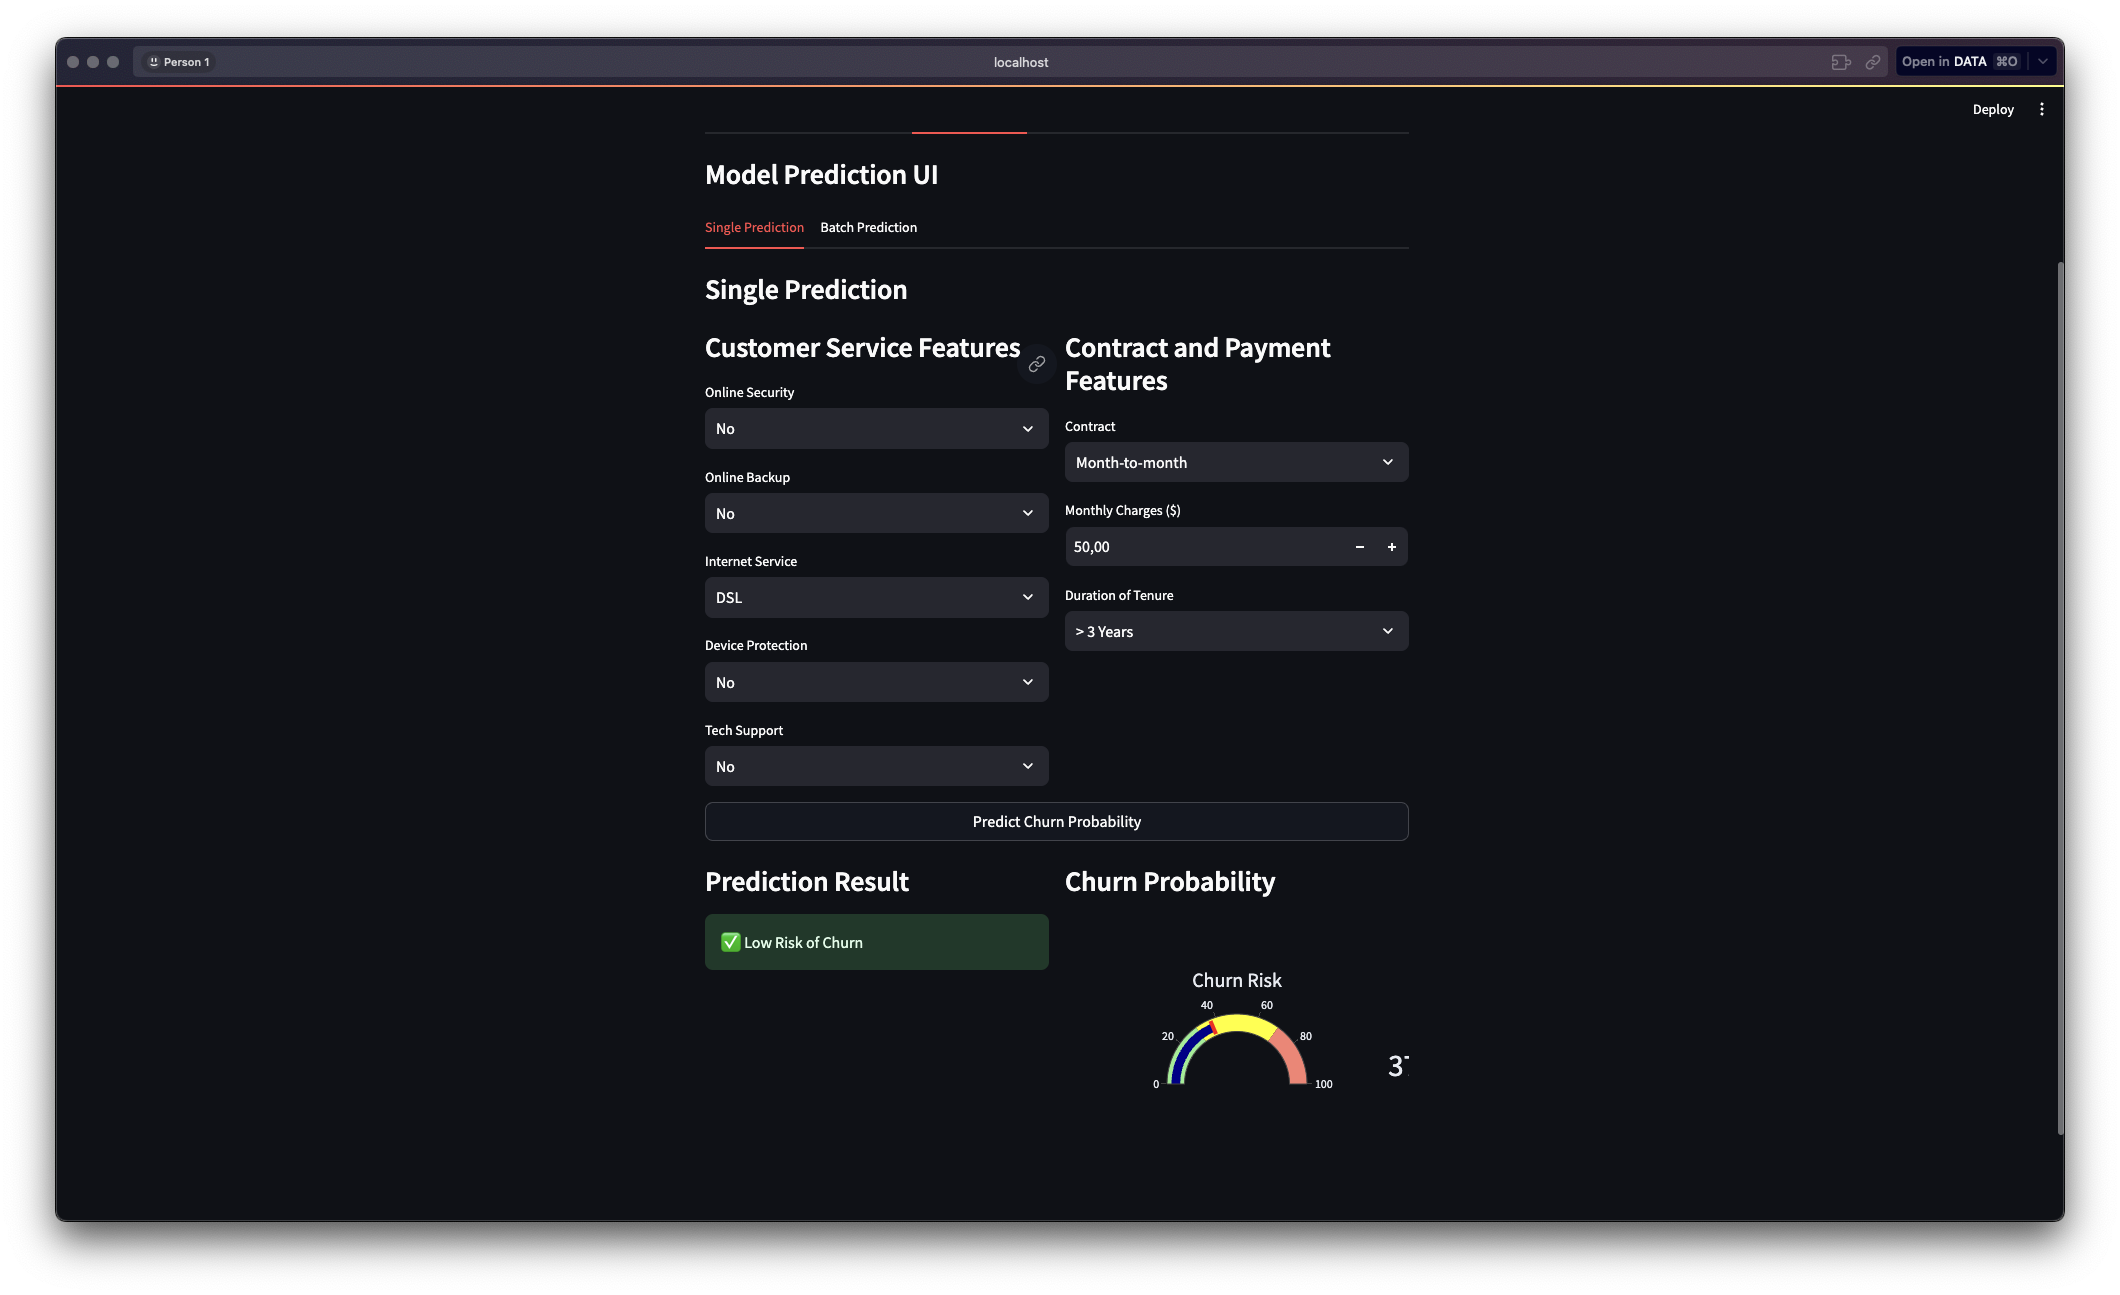 Person 1
localhost
Open in DATA ⌘O
Deploy
Model Prediction UI
Single Prediction
Batch Prediction
Single Prediction
Customer Service Features
Online Security
No
Online Backup
No
Internet Service
DSL
Device Protection
No
Tech Support
No
Contract and Payment
Features
Contract
Month-to-month
Monthly Charges ($)
50,00
Duration of Tenure
> 3 Years
Predict Churn Probability
Prediction Result
✅ Low Risk of Churn
Churn Probability
Churn Risk
0
20
40
60
80
100